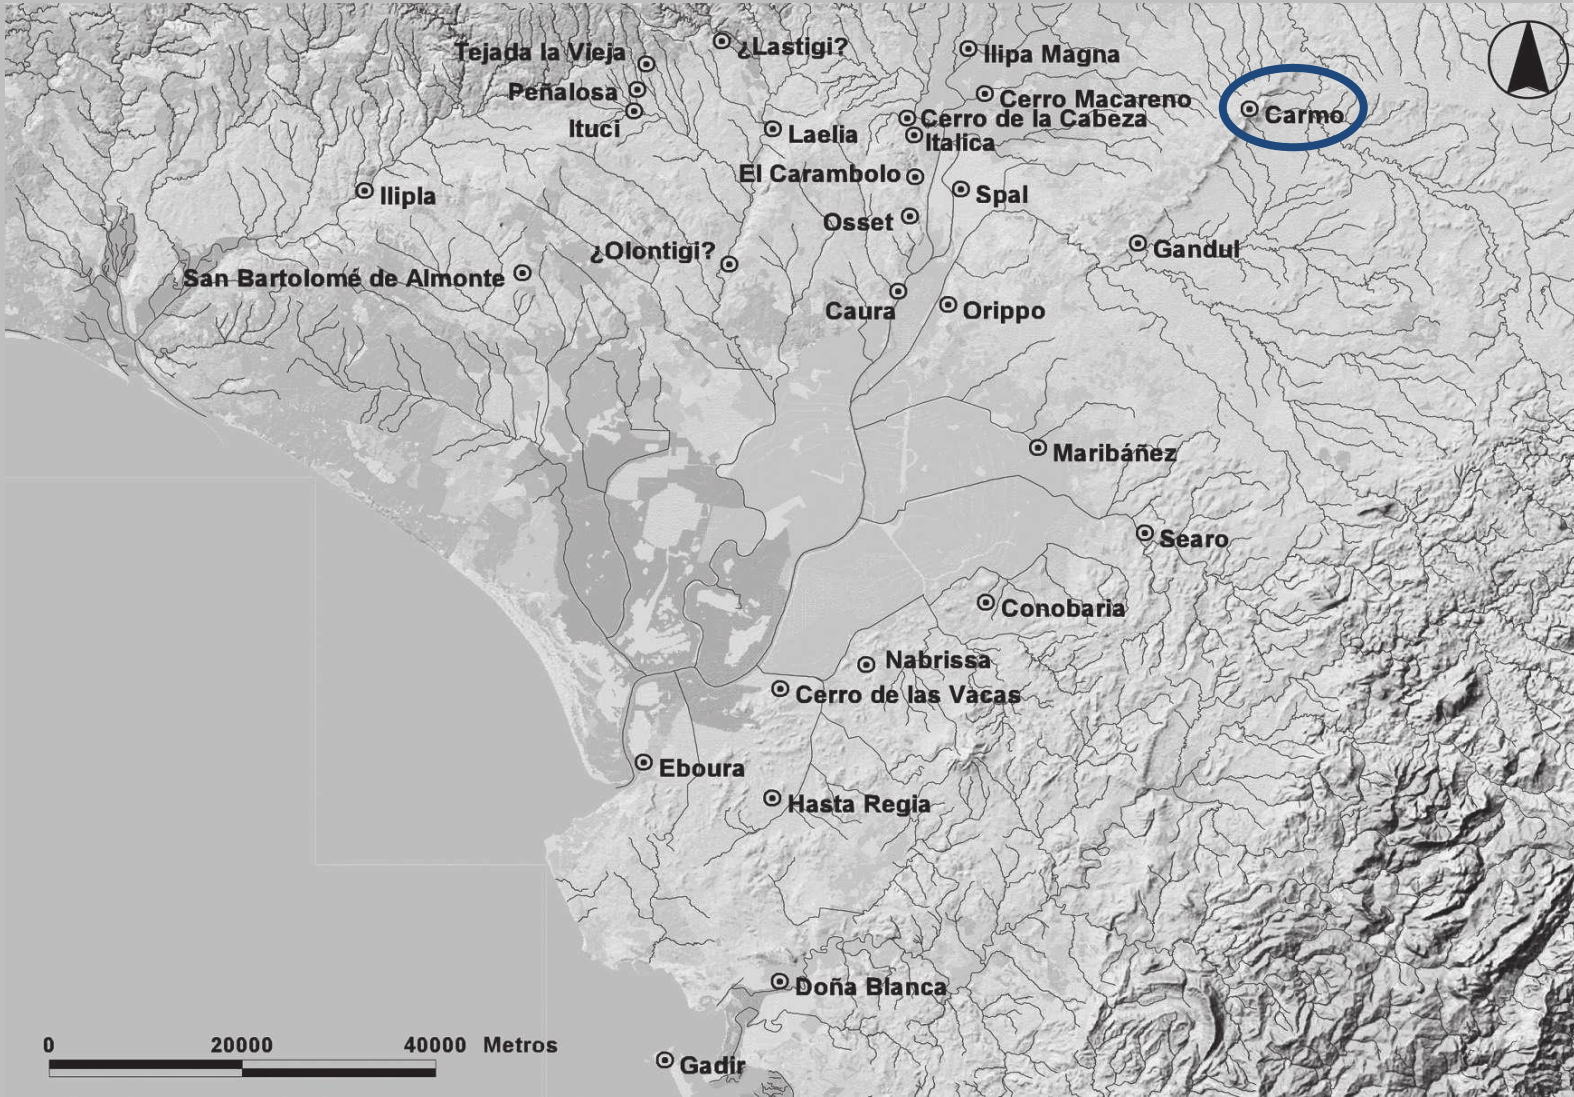 ¿Lastigi?
Tejada la Vieja
Ilipa Magna
Peñalosa
Cerro Macareno
Carmo
Cerro de la Cabeza
Ituci
Laelia
Italica
El Carambolo
Ilipla
Spal
Osset
¿Olontigi?
Gandul
San Bartolomé de Almonte
Caura
Orippo
Maribáñez
Searo
Conobaria
Nabrissa
Cerro de las Vacas
Eboura
Hasta Regia
Doña Blanca
0 20000 40000 Metros
Gadir